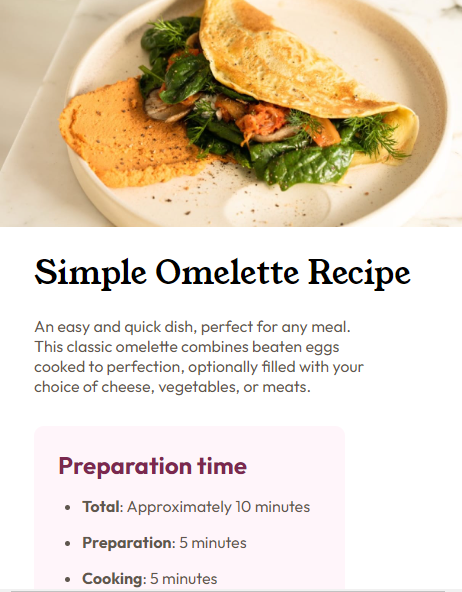 Simple Omelette Recipe
An easy and quick dish, perfect for any meal.
This classic omelette combines beaten eggs
cooked to perfection, optionally filled with your
choice of cheese, vegetables, or meats.
Preparation time
• Total: Approximately 10 minutes
• Preparation: 5 minutes
• Cooking: 5 minutes